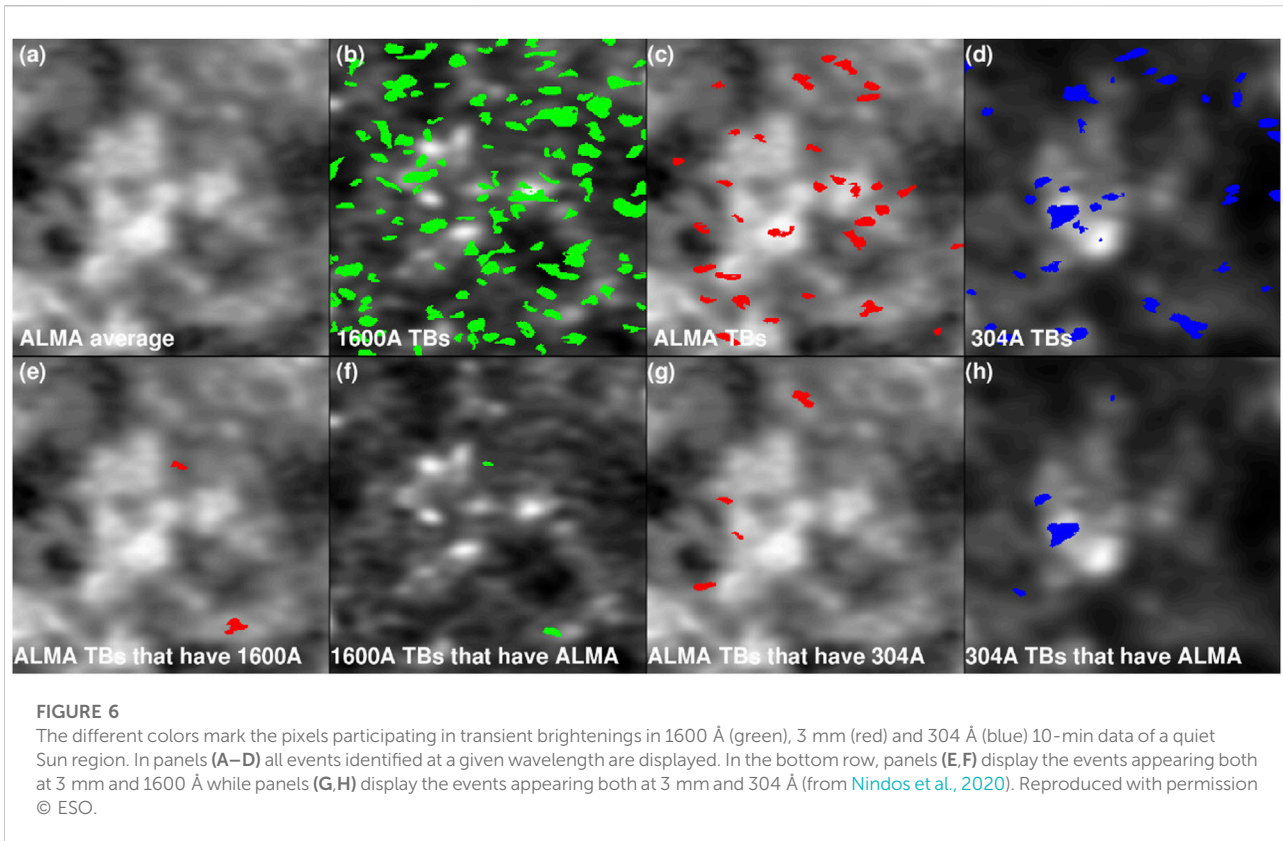 (a) (b) (c) (d)
ALMA average 1600A TBs ALMA TBs 304A TBs
(e) (f) (g) (h)
ALMA TBs that have 1600A 1600A TBs that have ALMA ALMA TBs that have 304A 304A TBs that have ALMA
FIGURE 6
The different colors mark the pixels participating in transient brightenings in 1600 Å (green), 3 mm (red) and 304 Å (blue) 10-min data of a quiet
Sun region. In panels (A–D) all events identified at a given wavelength are displayed. In the bottom row, panels (E,F) display the events appearing both
at 3 mm and 1600 Å while panels (G,H) display the events appearing both at 3 mm and 304 Å (from Nindos et al., 2020). Reproduced with permission
© ESO.